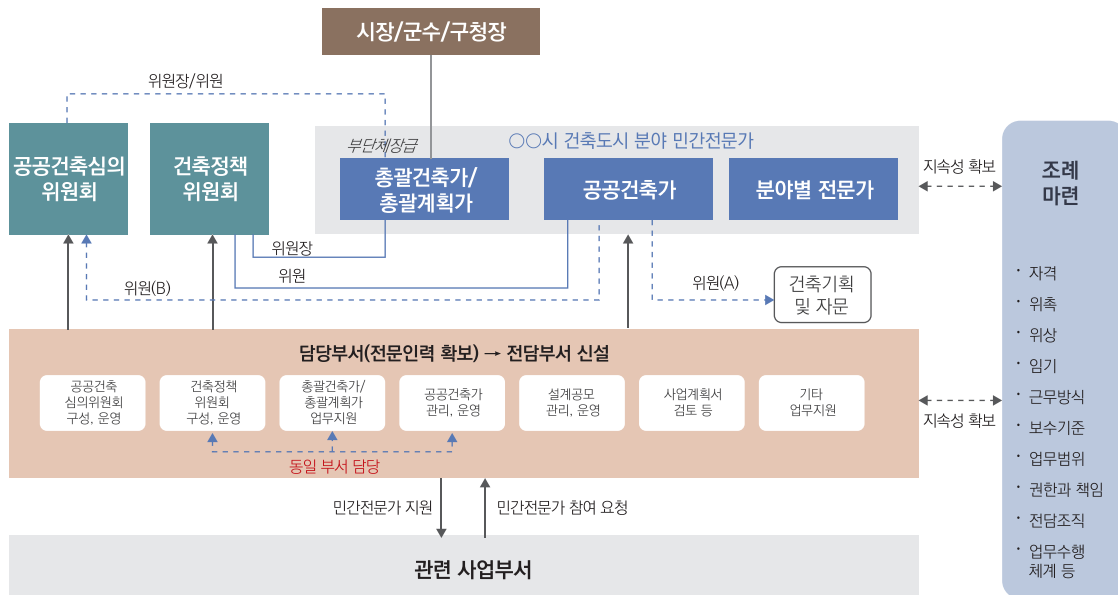 시장/군수/구청장
위원장/위원
공공건축심의
위원회
건축정책
위원회
부단체장급
○○시 건축도시 분야 민간전문가
총괄건축가/
총괄계획가
공공건축가
분야별 전문가
지속성 확보
조례
마련
위원장
위원
위원(B)
위원(A)
건축기획
및 자문
담당부서(전문인력 확보) → 전담부서 신설
공공건축
심의위원회
구성, 운영
건축정책
위원회
구성, 운영
총괄건축가/
총괄계획가
업무지원
공공건축가
관리, 운영
설계공모
관리, 운영
사업계획서
검토 등
기타
업무지원
동일 부서 담당
지속성 확보
· 자격
· 위촉
· 위상
· 임기
· 근무방식
· 보수기준
· 업무범위
· 권한과 책임
· 전담조직
· 업무수행
체계 등
민간전문가 지원
민간전문가 참여 요청
관련 사업부서